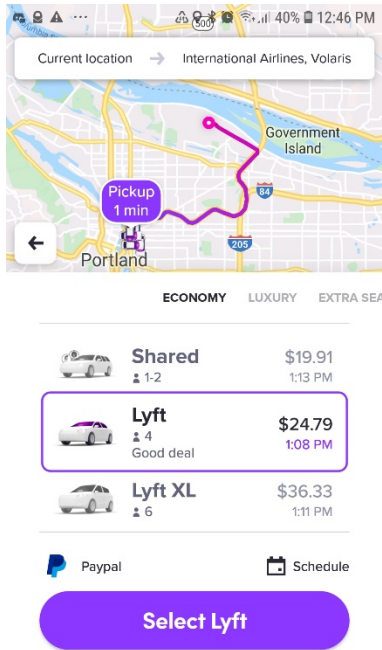 40% 12:46 PM
Current location → International Airlines, Volaris
500
Government
Island
Pickup
1 min
84
205
Portland
ECONOMY LUXURY EXTRA SEA
Shared $19.91
1-2 1:13 PM
Lyft $24.79
4 1:08 PM
Good deal
Lyft XL $36.33
6 1:11 PM
Paypal Schedule
Select Lyft